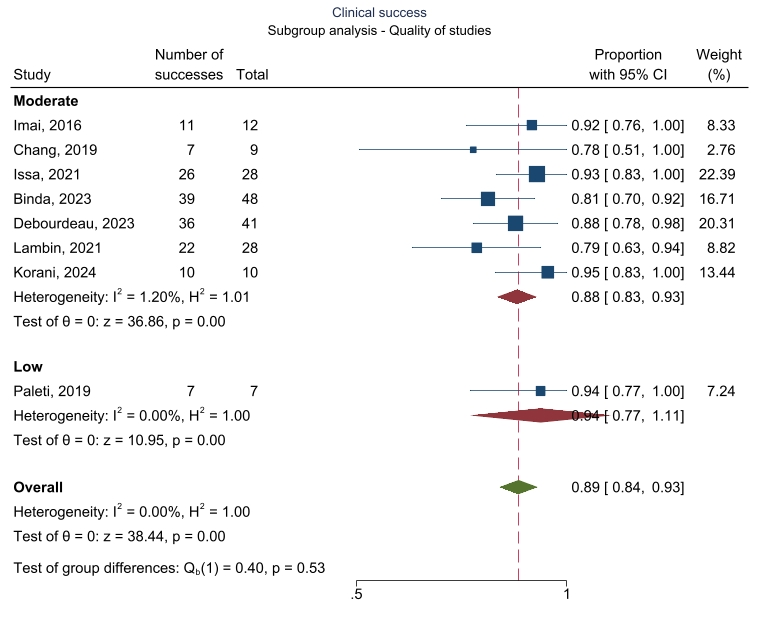 Clinical success
Subgroup analysis - Quality of studies
Number of Proportion Weight
Study successes Total with 95% CI (%)
Moderate
Imai, 2016 11 12 0.92 [ 0.76, 1.00] 8.33
Chang, 2019 7 9 0.78 [ 0.51, 1.00] 2.76
Issa, 2021 26 28 0.93 [ 0.83, 1.00] 22.39
Binda, 2023 39 48 0.81 [ 0.70, 0.92] 16.71
Debourdeau, 2023 36 41 0.88 [ 0.78, 0.98] 20.31
Lambin, 2021 22 28 0.79 [ 0.63, 0.94] 8.82
Korani, 2024 10 10 0.95 [ 0.83, 1.00] 13.44
Heterogeneity: I² = 1.20%, H² = 1.01 0.88 [ 0.83, 0.93]
Test of θ = 0: z = 36.86, p = 0.00
Low
Paleti, 2019 7 7 0.94 [ 0.77, 1.00] 7.24
Heterogeneity: I² = 0.00%, H² = 1.00 0.94 [ 0.77, 1.11]
Test of θ = 0: z = 10.95, p = 0.00
Overall 0.89 [ 0.84, 0.93]
Heterogeneity: I² = 0.00%, H² = 1.00
Test of θ = 0: z = 38.44, p = 0.00
Test of group differences: Q_b(1) = 0.40, p = 0.53
.5 1